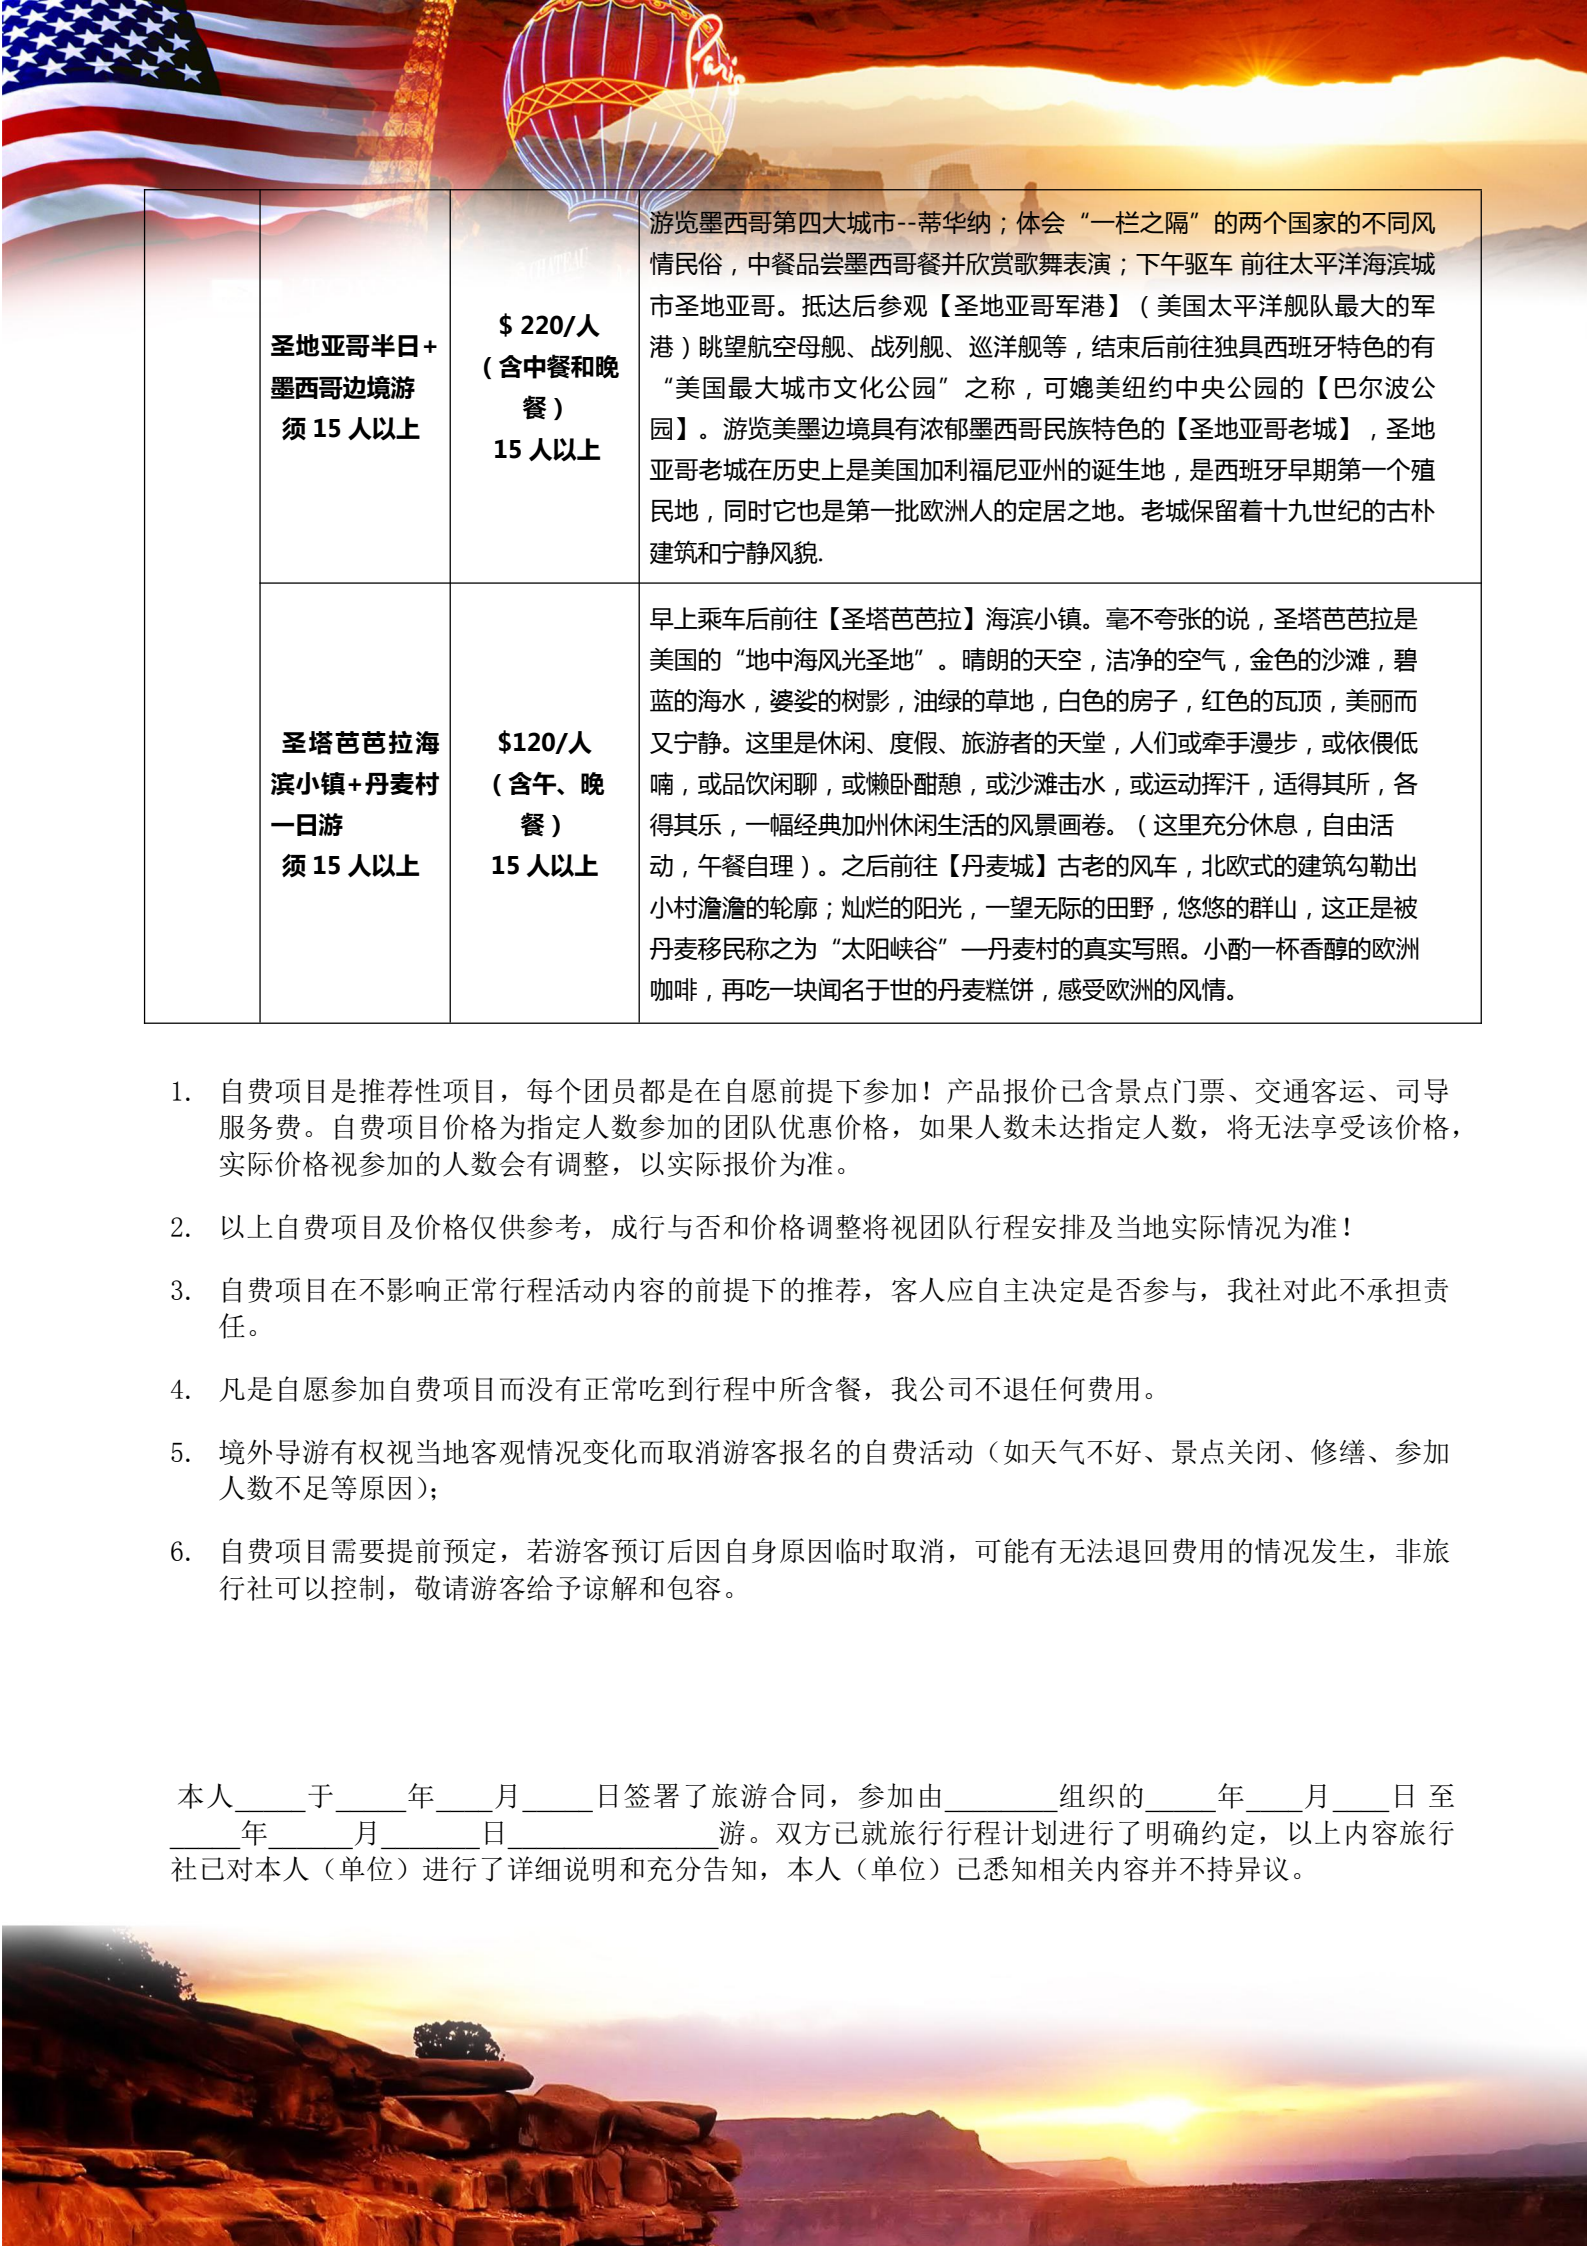 Paris
游览墨西哥第四大城市--蒂华纳；体会“一栏之隔”的两个国家的不同风
情民俗，中餐品尝墨西哥餐并欣赏歌舞表演；下午驱车 前往太平洋海滨城
市圣地亚哥。抵达后参观【圣地亚哥军港】（美国太平洋舰队最大的军
港）眺望航空母舰、战列舰、巡洋舰等，结束后前往独具西班牙特色的有
“美国最大城市文化公园”之称，可媲美纽约中央公园的【巴尔波公
园】。游览美墨边境具有浓郁墨西哥民族特色的【圣地亚哥老城】，圣地
亚哥老城在历史上是美国加利福尼亚州的诞生地，是西班牙早期第一个殖
民地，同时它也是第一批欧洲人的定居之地。老城保留着十九世纪的古朴
建筑和宁静风貌.
圣地亚哥半日+
墨西哥边境游
须 15 人以上
$ 220/人
（含中餐和晚
餐）
15 人以上
圣塔芭芭拉海
滨小镇+丹麦村
一日游
须 15 人以上
$120/人
（含午、晚
餐）
15 人以上
早上乘车后前往【圣塔芭芭拉】海滨小镇。毫不夸张的说，圣塔芭芭拉是
美国的“地中海风光圣地”。晴朗的天空，洁净的空气，金色的沙滩，碧
蓝的海水，婆娑的树影，油绿的草地，白色的房子，红色的瓦顶，美丽而
又宁静。这里是休闲、度假、旅游者的天堂，人们或牵手漫步，或依偎低
喃，或品饮闲聊，或懒卧酣憩，或沙滩击水，或运动挥汗，适得其所，各
得其乐，一幅经典加州休闲生活的风景画卷。（这里充分休息，自由活
动，午餐自理）。之后前往【丹麦城】古老的风车，北欧式的建筑勾勒出
小村澹澹的轮廓；灿烂的阳光，一望无际的田野，悠悠的群山，这正是被
丹麦移民称之为“太阳峡谷”—丹麦村的真实写照。小酌一杯香醇的欧洲
咖啡，再吃一块闻名于世的丹麦糕饼，感受欧洲的风情。
1. 自费项目是推荐性项目，每个团员都是在自愿前提下参加！产品报价已含景点门票、交通客运、司导
服务费。自费项目价格为指定人数参加的团队优惠价格，如果人数未达指定人数，将无法享受该价格，
实际价格视参加的人数会有调整，以实际报价为准。
2. 以上自费项目及价格仅供参考，成行与否和价格调整将视团队行程安排及当地实际情况为准！
3. 自费项目在不影响正常行程活动内容的前提下的推荐，客人应自主决定是否参与，我社对此不承担责
任。
4. 凡是自愿参加自费项目而没有正常吃到行程中所含餐，我公司不退任何费用。
5. 境外导游有权视当地客观情况变化而取消游客报名的自费活动（如天气不好、景点关闭、修缮、参加
人数不足等原因）；
6. 自费项目需要提前预定，若游客预订后因自身原因临时取消，可能有无法退回费用的情况发生，非旅
行社可以控制，敬请游客给予谅解和包容。
本人_____于_____年____月_____日签署了旅游合同，参加由________组织的_____年____月____日 至
_____年______月_______日_______________游。双方已就旅行行程计划进行了明确约定，以上内容旅行
社已对本人（单位）进行了详细说明和充分告知，本人（单位）已悉知相关内容并不持异议。